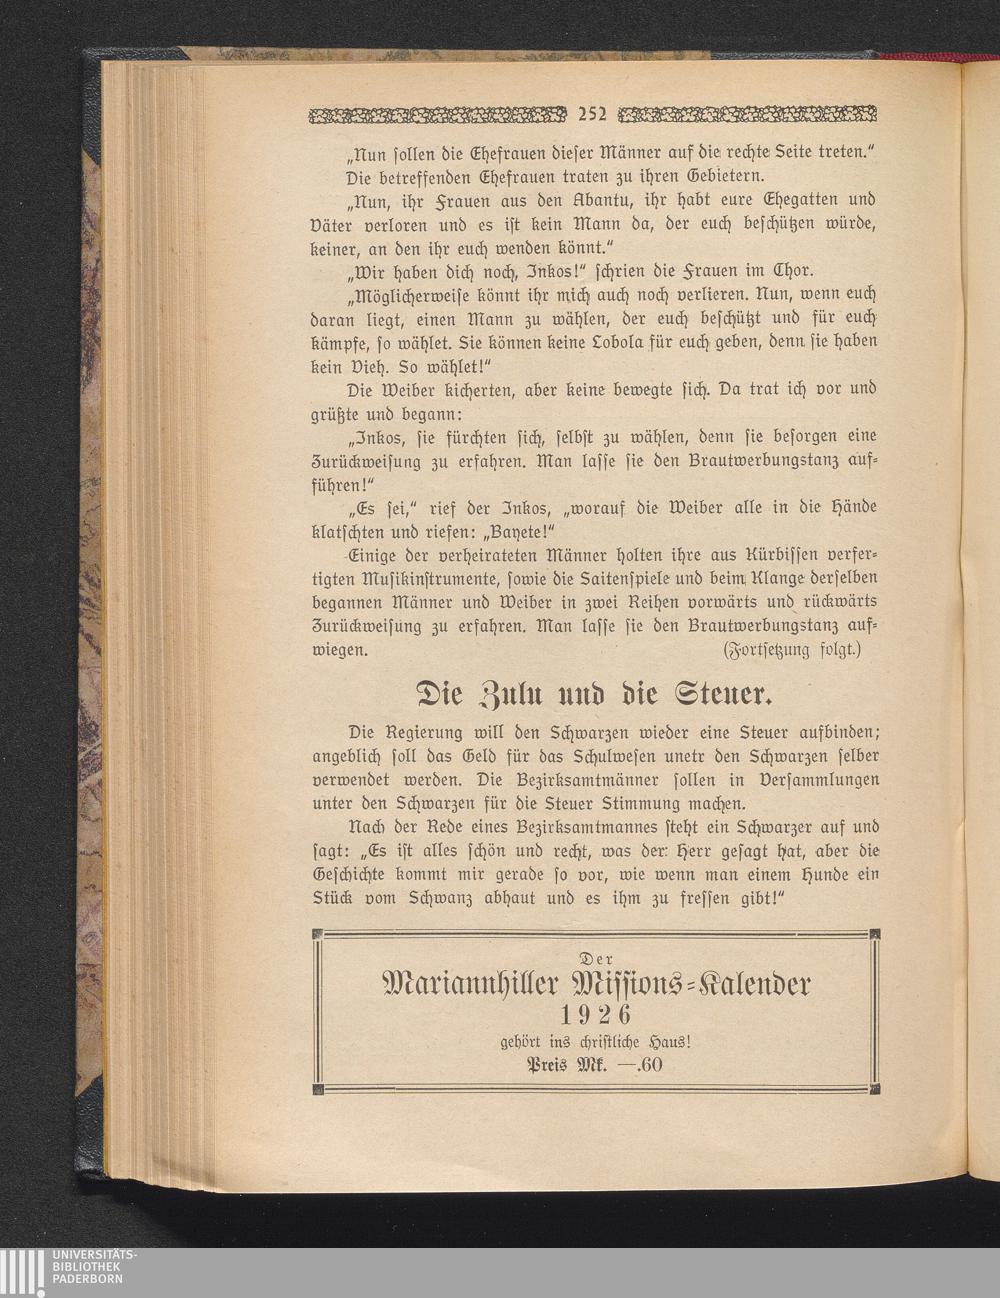 252
„Nun sollen die Ehefrauen dieser Männer auf die rechte Seite treten.“
Die betreffenden Ehefrauen traten zu ihren Gebietern.
„Nun, ihr Frauen aus den Abantu, ihr habt eure Ehegatten und
Väter verloren und es ist kein Mann da, der euch beschützen würde,
keiner, an den ihr euch wenden könnt.“
„Wir haben dich noch, Inkos!“ schrien die Frauen im Chor.
„Möglicherweise könnt ihr mich auch noch verlieren. Nun, wenn euch
daran liegt, einen Mann zu wählen, der euch beschützt und für euch
kämpfe, so wählet. Sie können keine Lobola für euch geben, denn sie haben
kein Vieh. So wählet!“
Die Weiber kicherten, aber keine bewegte sich. Da trat ich vor und
grüßte und begann:
„Inkos, sie fürchten sich, selbst zu wählen, denn sie besorgen eine
Zurückweisung zu erfahren. Man lasse sie den Brautwerbungstanz auf-
führen!“
„Es sei,“ rief der Inkos, „worauf die Weiber alle in die Hände
klatschten und riefen: „Bayete!“
Einige der verheirateten Männer holten ihre aus Kürbissen verfer-
tigten Musikinstrumente, sowie die Saitenspiele und beim Klange derselben
begannen Männer und Weiber in zwei Reihen vorwärts und rückwärts
Zurückweisung zu erfahren. Man lasse sie den Brautwerbungstanz auf-
wiegen. (Fortsetzung folgt.)
Die Zulu und die Steuer.
Die Regierung will den Schwarzen wieder eine Steuer aufbinden;
angeblich soll das Geld für das Schulwesen unetr den Schwarzen selber
verwendet werden. Die Bezirksamtmänner sollen in Versammlungen
unter den Schwarzen für die Steuer Stimmung machen.
Nach der Rede eines Bezirksamtmannes steht ein Schwarzer auf und
sagt: „Es ist alles schön und recht, was der: Herr gesagt hat, aber die
Geschichte kommt mir gerade so vor, wie wenn man einem Hunde ein
Stück vom Schwanz abhaut und es ihm zu fressen gibt!“
Der
Mariannhiller Missions-Kalender
1926
gehört ins christliche Haus!
Preis Mk. —.60
UNIVERSITÄTS-
BIBLIOTHEK
PADERBORN